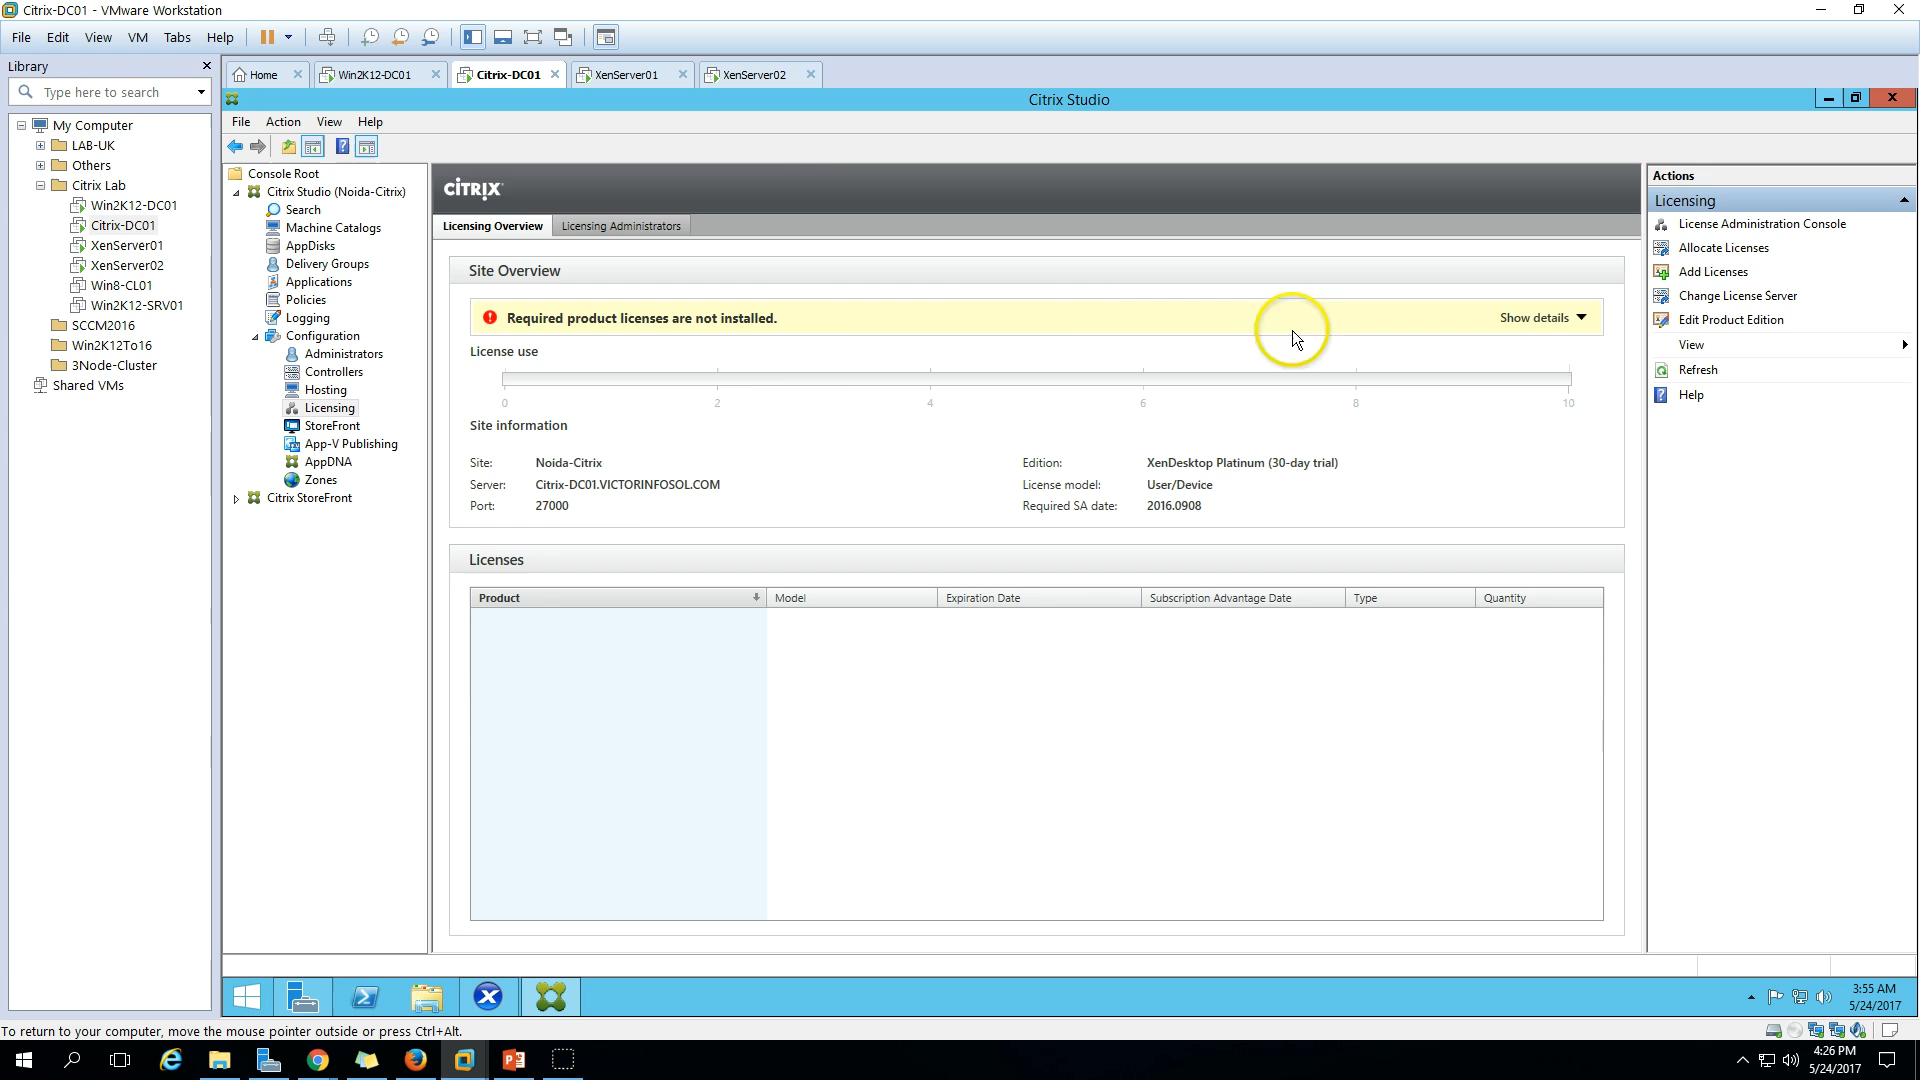 Citrix-DC01 - VMware Workstation
File Edit View VM Tabs Help
Library
Type here to search
My Computer
LAB-UK
Others
Citrix Lab
Win2K12-DC01
Citrix-DC01
XenServer01
XenServer02
Win8-CL01
Win2K12-SRV01
SCCM2016
Win2K12To16
3Node-Cluster
Shared VMs
Home Win2K12-DC01 Citrix-DC01 XenServer01 XenServer02
Citrix Studio
File Action View Help
Console Root
Citrix Studio (Noida-Citrix)
Search
Machine Catalogs
AppDisks
Delivery Groups
Applications
Policies
Logging
Configuration
Administrators
Controllers
Hosting
Licensing
StoreFront
App-V Publishing
AppDNA
Zones
Citrix StoreFront
CITRIX
Licensing Overview Licensing Administrators
Site Overview
Required product licenses are not installed. Show details
License use
0 2 4 6 8 10
Site information
Site: Noida-Citrix Edition: XenDesktop Platinum (30-day trial)
Server: Citrix-DC01.VICTORINFOSOL.COM License model: User/Device
Port: 27000 Required SA date: 2016.0908
Licenses
Product Model Expiration Date Subscription Advantage Date Type Quantity
Actions
Licensing
License Administration Console
Allocate Licenses
Add Licenses
Change License Server
Edit Product Edition
View
Refresh
Help
3:55 AM
5/24/2017
To return to your computer, move the mouse pointer outside or press Ctrl+Alt.
4:26 PM
5/24/2017